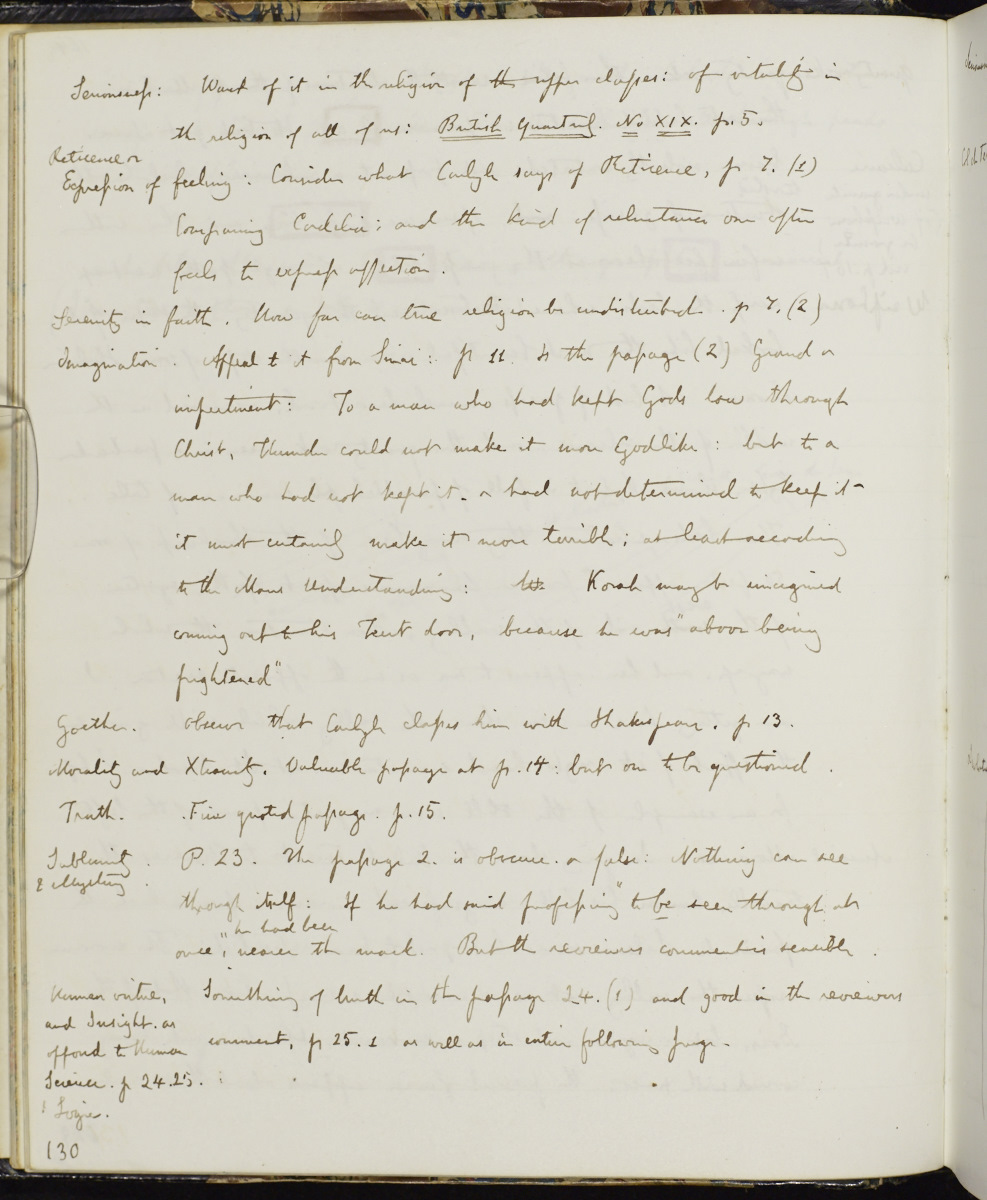 Seriousness: Want of it in the religion of the upper classes: of vitality in
the religion of all of us: British Quarterly. No XIX. p. 5.
Reticence or
Expression of feeling: Consider what Carlyle says of Reticence, p 7. (1)
Comparing Cordelia: and the kind of reluctance one often
feels to express affection.
Serenity in faith. How far can true religion be undisturbed. p 7. (2)
Imagination. Appeal to it from Sinai: p 11. Is the passage (2) Grand or
impertinent: To a man who had kept Gods law through
Christ, Thunder could not make it more Godlike: but to a
man who had not kept it. or had not determined to keep it
it must certainly make it more terrible; at least according
to the Mans Understanding: Korah may be imagined
coming out to his Tent door, because he was "above being
frightened"
Goethe. observe that Carlyle classes him with Shakespeare. p 13.
Morality and Xtianity. Valuable passage at p. 14: but one to be questioned.
Truth. Fine quoted passage. p. 15.
Sublimity. P. 23. The passage 2. is obscure. or false: Nothing can see
& Mystery.
through itself: If he had said professing "to be seen through at
he had been
once", nearer the mark. But the reviewers comment is sensible.
Human virtue, Something of truth in the passage 24. (1) and good in the reviewers
and Insight. as
opposed to Human comment, p 25. 1 as well as in entire following page.
Science. p 24.25.
Logic.
130